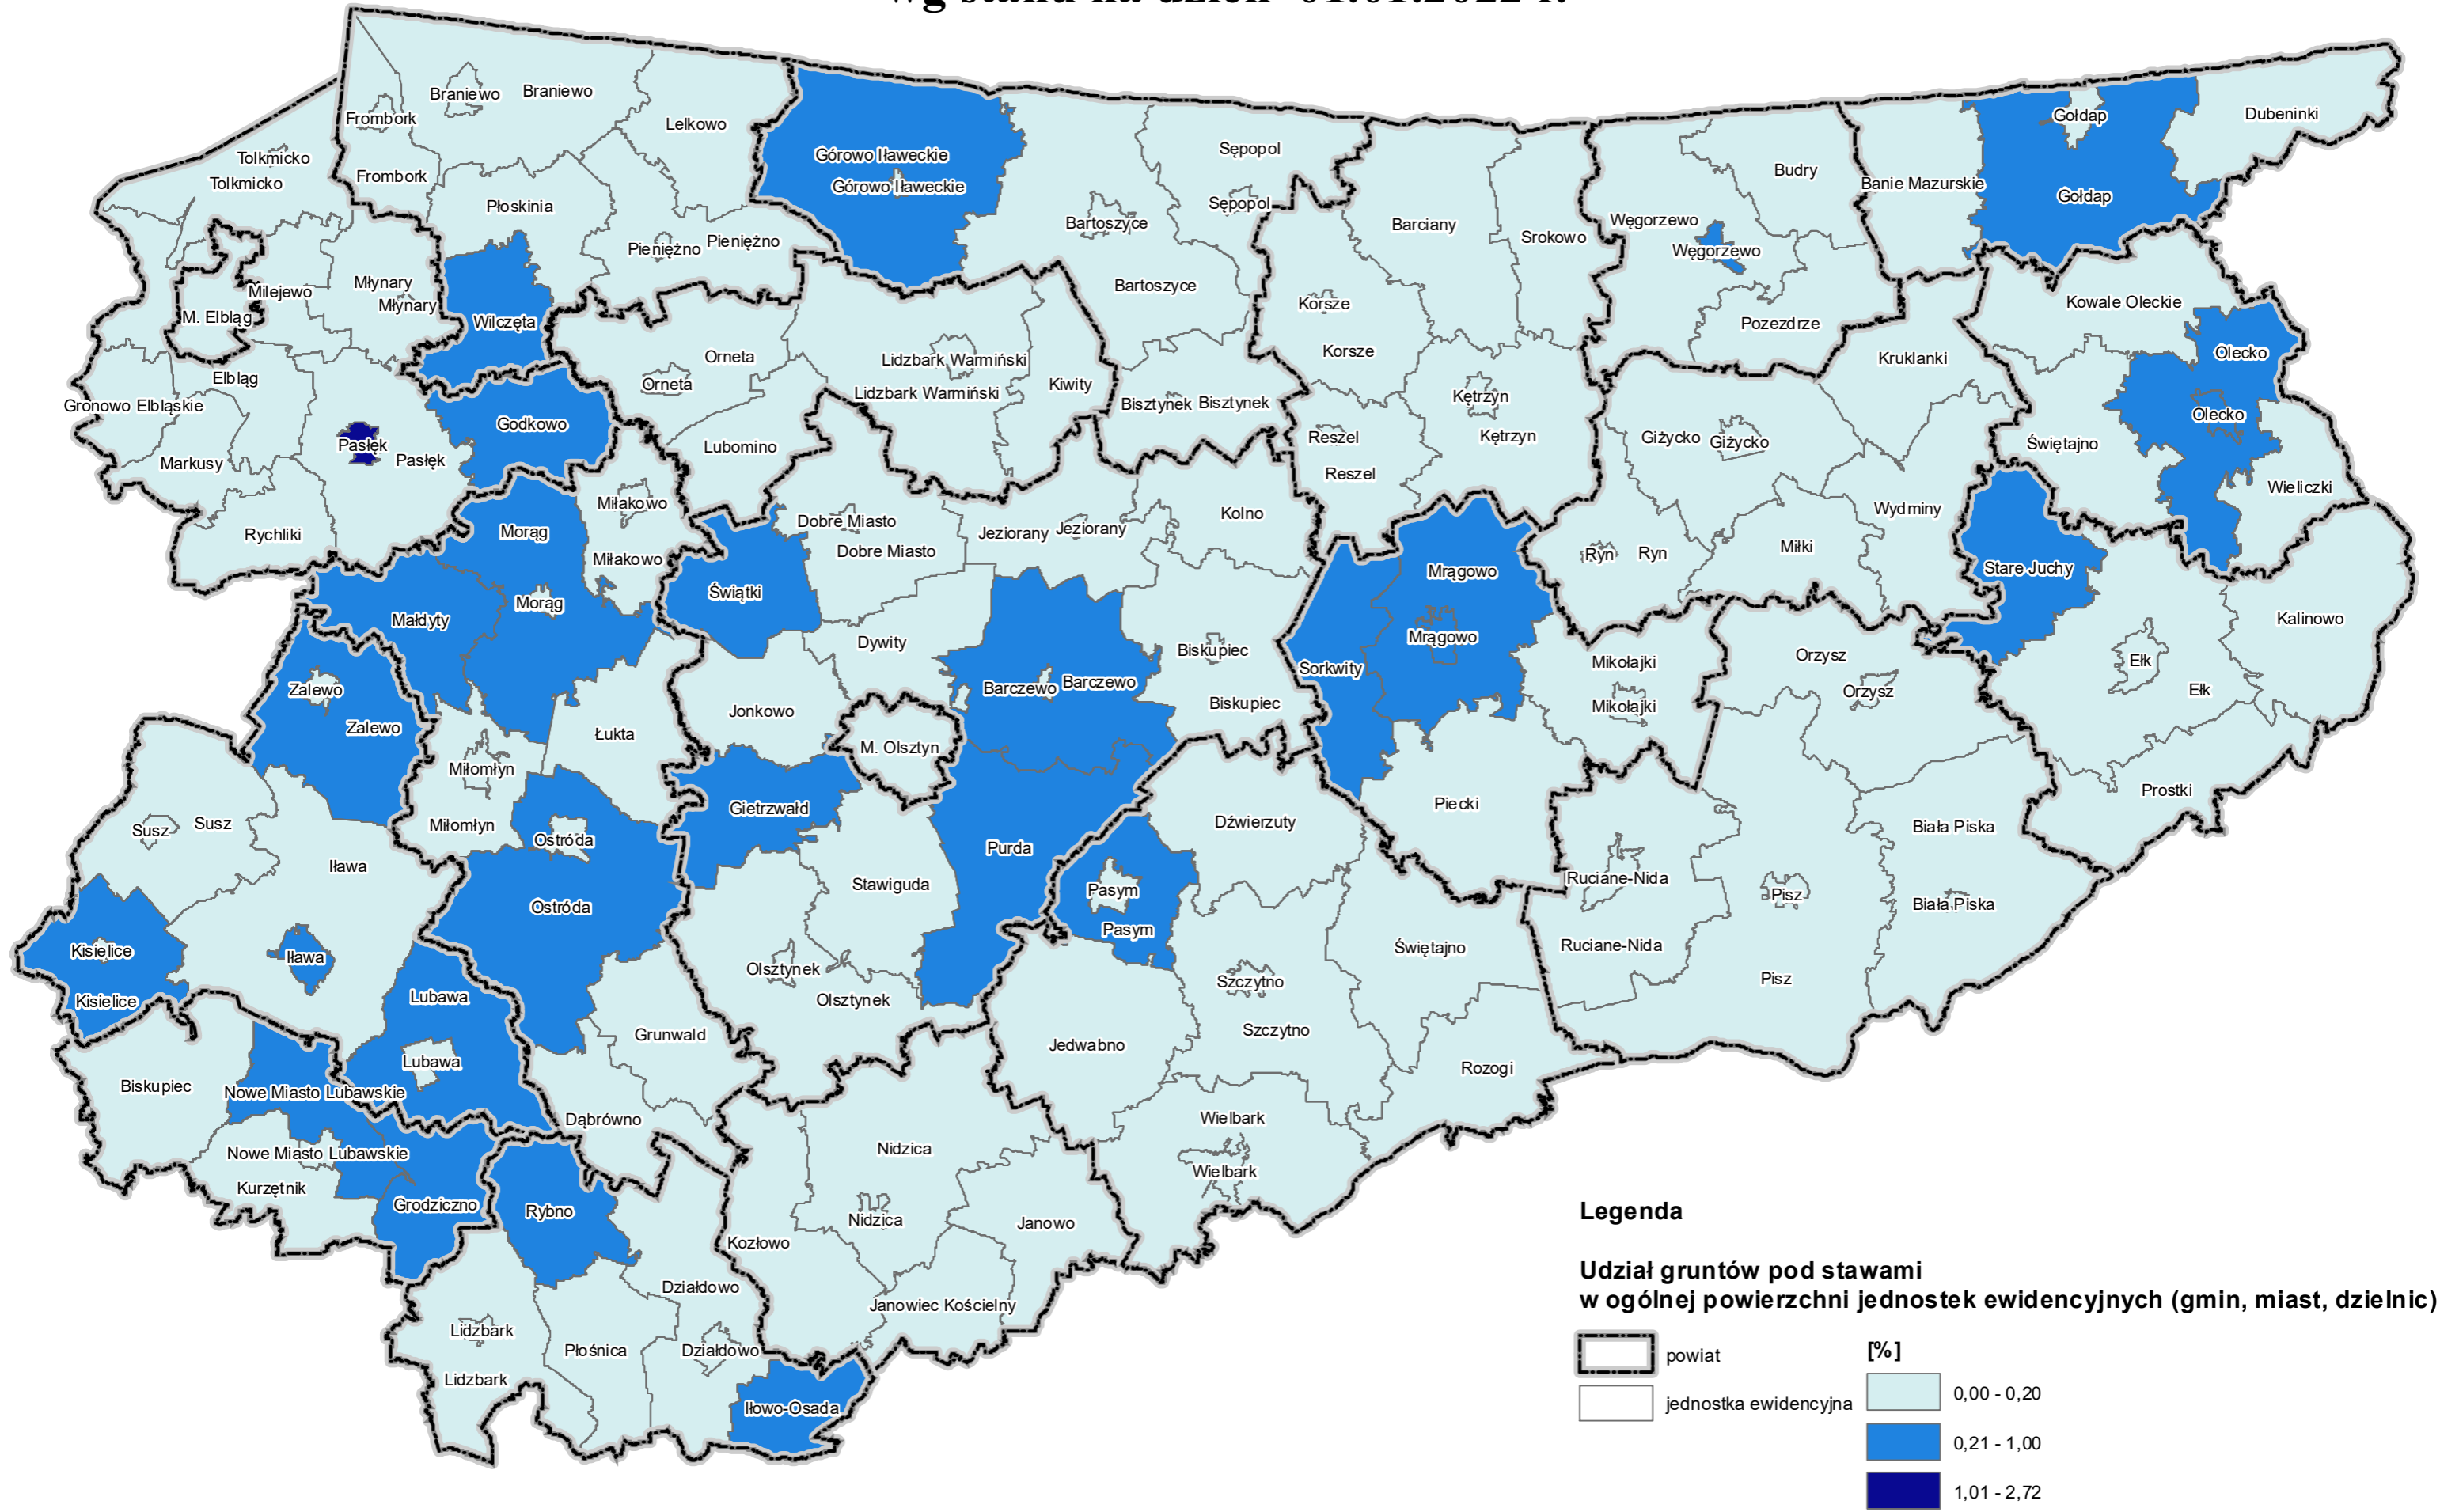 wg stanu na dzień 01.01.2022 r.
Braniewo
Braniewo
Frombork
Lelkowo
Tolkmicko
Tolkmicko
Frombork
Płoskinia
Pieniężno
Pieniężno
Górowo Iławeckie
Górowo Iławeckie
Sępopol
Sępopol
Bartoszyce
Bartoszyce
Barciany
Srokowo
Węgorzewo
Węgorzewo
Budry
Banie Mazurskie
Gołdap
Gołdap
Dubeninki
M. Elbląg
Milejewo
Młynary
Młynary
Wilczęta
Orneta
Orneta
Lidzbark Warmiński
Lidzbark Warmiński
Kiwity
Korsze
Korsze
Pozezdrze
Kruklanki
Kowale Oleckie
Olecko
Olecko
Elbląg
Gronowo Elbląskie
Markusy
Pasłęk
Pasłęk
Godkowo
Lubomino
Bisztynek
Bisztynek
Reszel
Reszel
Kętrzyn
Kętrzyn
Giżycko
Giżycko
Świętajno
Wieliczki
Rychliki
Morąg
Morąg
Miłakowo
Miłakowo
Świątki
Dobre Miasto
Dobre Miasto
Jeziorany
Jeziorany
Kolno
Mrągowo
Mrągowo
Ryn
Ryn
Miłki
Wydminy
Stare Juchy
Kalinowo
Małdyty
Zalewo
Zalewo
Dywity
Barczewo
Barczewo
Biskupiec
Biskupiec
Sorkwity
Mikołajki
Mikołajki
Orzysz
Orzysz
Ełk
Ełk
Jonkowo
M. Olsztyn
Łukta
Miłomłyn
Miłomłyn
Susz
Susz
Iława
Iława
Ostróda
Ostróda
Gietrzwałd
Stawiguda
Purda
Pasym
Pasym
Dźwierzuty
Piecki
Ruciane-Nida
Ruciane-Nida
Pisz
Pisz
Biała Piska
Biała Piska
Prostki
Kisielice
Kisielice
Lubawa
Lubawa
Olsztynek
Olsztynek
Grunwald
Dąbrówno
Jedwabno
Szczytno
Szczytno
Świętajno
Rozogi
Biskupiec
Nowe Miasto Lubawskie
Nowe Miasto Lubawskie
Kurzętnik
Grodziczno
Rybno
Nidzica
Nidzica
Kozłowo
Janowo
Janowiec Kościelny
Wielbark
Wielbark
Lidzbark
Lidzbark
Płośnica
Działdowo
Działdowo
Iłowo-Osada
Legenda
Udział gruntów pod stawami
w ogólnej powierzchni jednostek ewidencyjnych (gmin, miast, dzielnic)
powiat
jednostka ewidencyjna
[%]
0,00 - 0,20
0,21 - 1,00
1,01 - 2,72